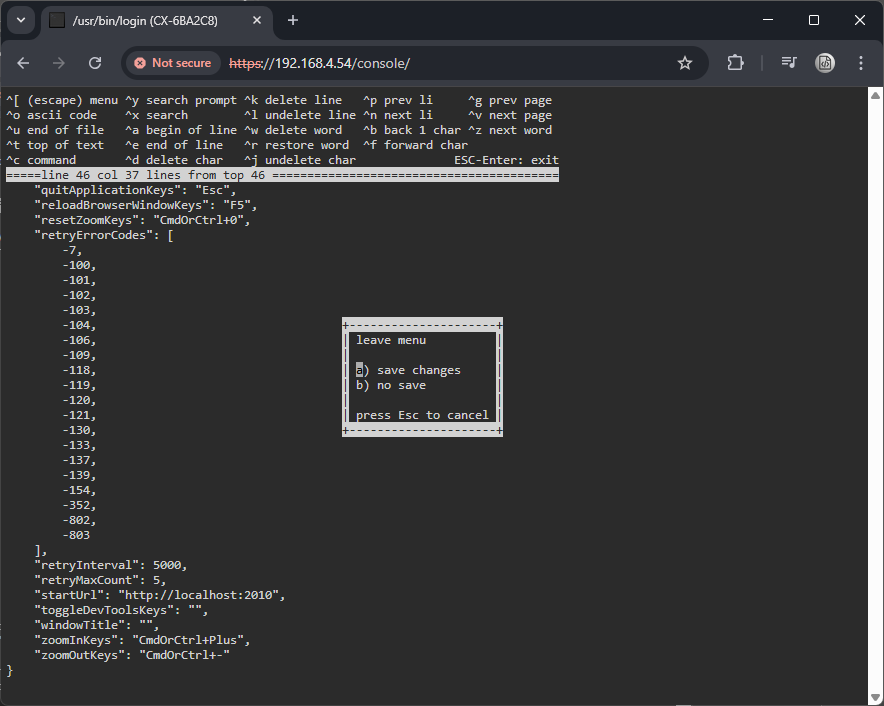 /usr/bin/login (CX-6BA2C8)
Not secure https://192.168.4.54/console/
^[ (escape) menu ^y search prompt ^k delete line   ^p prev li     ^g prev page
^o ascii code    ^x search        ^l undelete line ^n next li     ^v next page
^u end of file   ^a begin of line ^w delete word   ^b back 1 char ^z next word
^t top of text   ^e end of line   ^r restore word  ^f forward char
^c command       ^d delete char   ^j undelete char              ESC-Enter: exit
=====line 46 col 37 lines from top 46 =========================================
    "quitApplicationKeys": "Esc",
    "reloadBrowserWindowKeys": "F5",
    "resetZoomKeys": "CmdOrCtrl+0",
    "retryErrorCodes": [
        -7,
        -100,
        -101,
        -102,
        -103,
        -104,
        -106,
        -109,
        -118,
        -119,
        -120,
        -121,
        -130,
        -133,
        -137,
        -139,
        -154,
        -352,
        -802,
        -803
    ],
    "retryInterval": 5000,
    "retryMaxCount": 5,
    "startUrl": "http://localhost:2010",
    "toggleDevToolsKeys": "",
    "windowTitle": "",
    "zoomInKeys": "CmdOrCtrl+Plus",
    "zoomOutKeys": "CmdOrCtrl+-"
}
+----------------------+
leave menu
a) save changes
b) no save
press Esc to cancel
+----------------------+